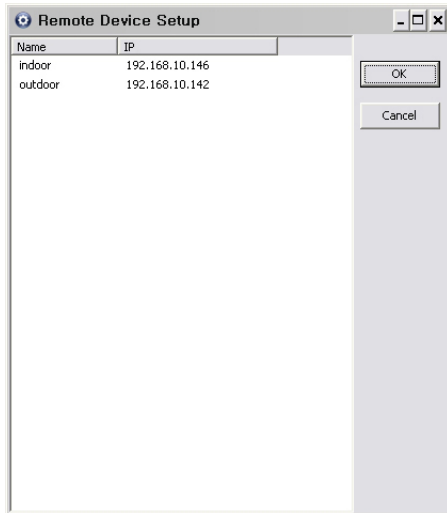 Remote Device Setup
Name IP
indoor 192.168.10.146
outdoor 192.168.10.142
OK
Cancel